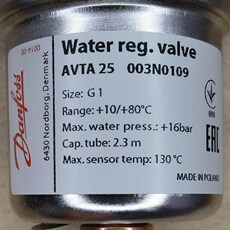 Water reg. valve
AVTA 25 003N0109
Size: G 1
Range: +10/+80°C
Max. water press.: +16bar
Cap. tube: 2.3 m
Max. sensor temp: 130 °C
MADE IN POLAND
Danfoss
6430 Nordborg, Denmark
EAC